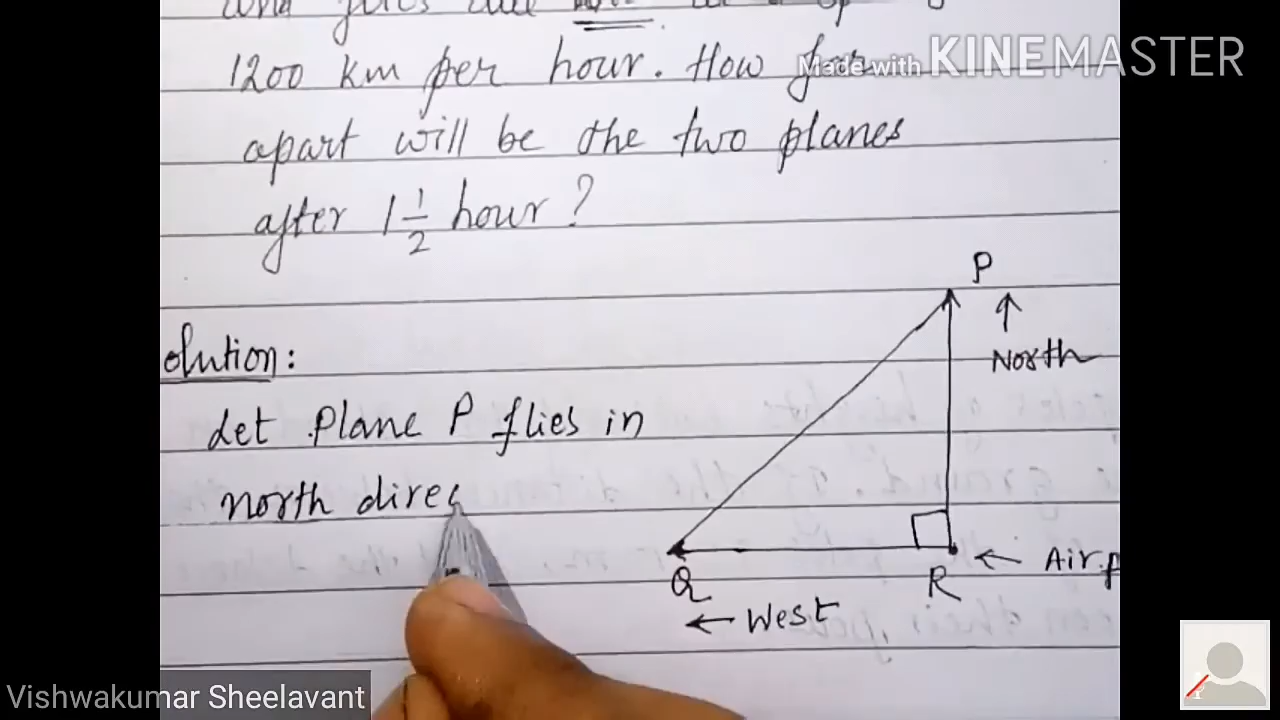 1200 km per hour. How far
Made with KINEMASTER
apart will be the two planes
after 1 1/2 hour?
P
↑
North
olution:
Let Plane P flies in
north direc
Q
R
← Air.p
← West
Vishwakumar Sheelavant